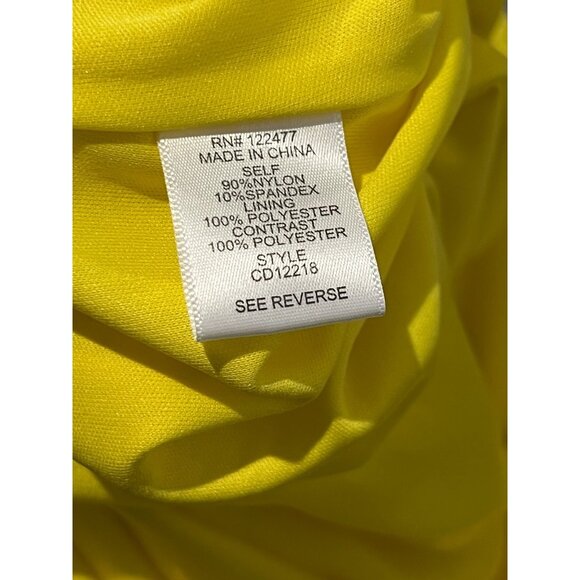 RN# 122477
MADE IN CHINA
SELF
90%NYLON
10%SPANDEX
LINING
100% POLYESTER
CONTRAST
100% POLYESTER
STYLE
CD12218
SEE REVERSE